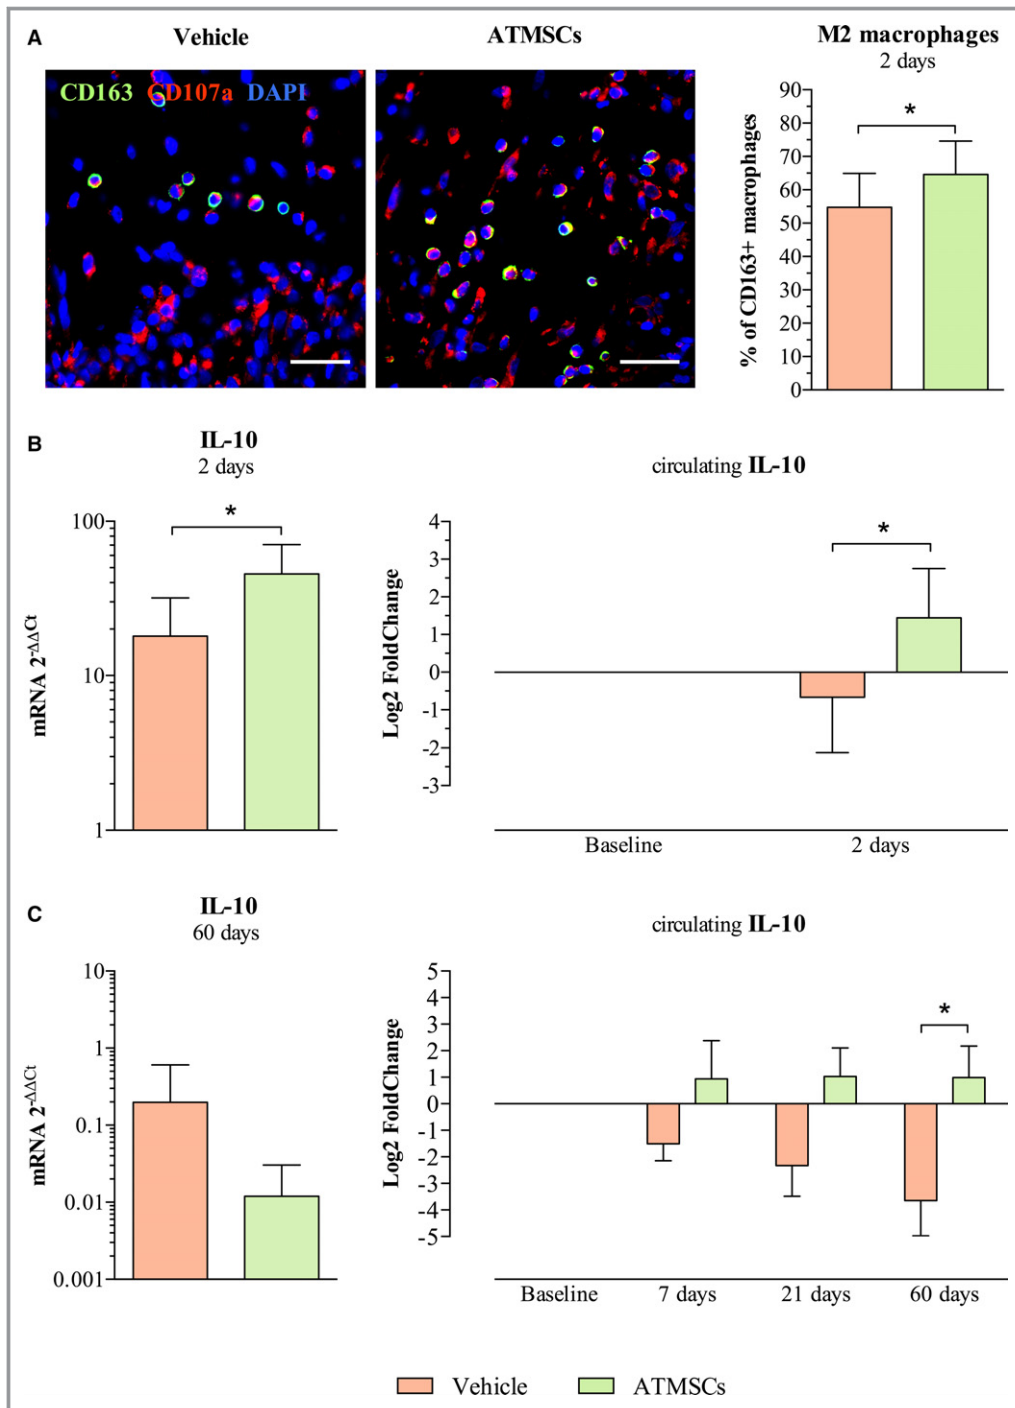 A
Vehicle
ATMSCs
M2 macrophages
2 days
CD163 CD107a DAPI
% of CD163+ macrophages
90
80
70
60
50
40
30
20
10
0
*
B
IL-10
2 days
mRNA 2^-ΔΔCt
100
10
1
*
circulating IL-10
Log2 FoldChange
4
3
2
1
0
-1
-2
-3
*
Baseline
2 days
C
IL-10
60 days
mRNA 2^-ΔΔCt
10
1
0.1
0.01
0.001
circulating IL-10
Log2 FoldChange
5
4
3
2
1
0
-1
-2
-3
-4
-5
*
Baseline
7 days
21 days
60 days
Vehicle
ATMSCs